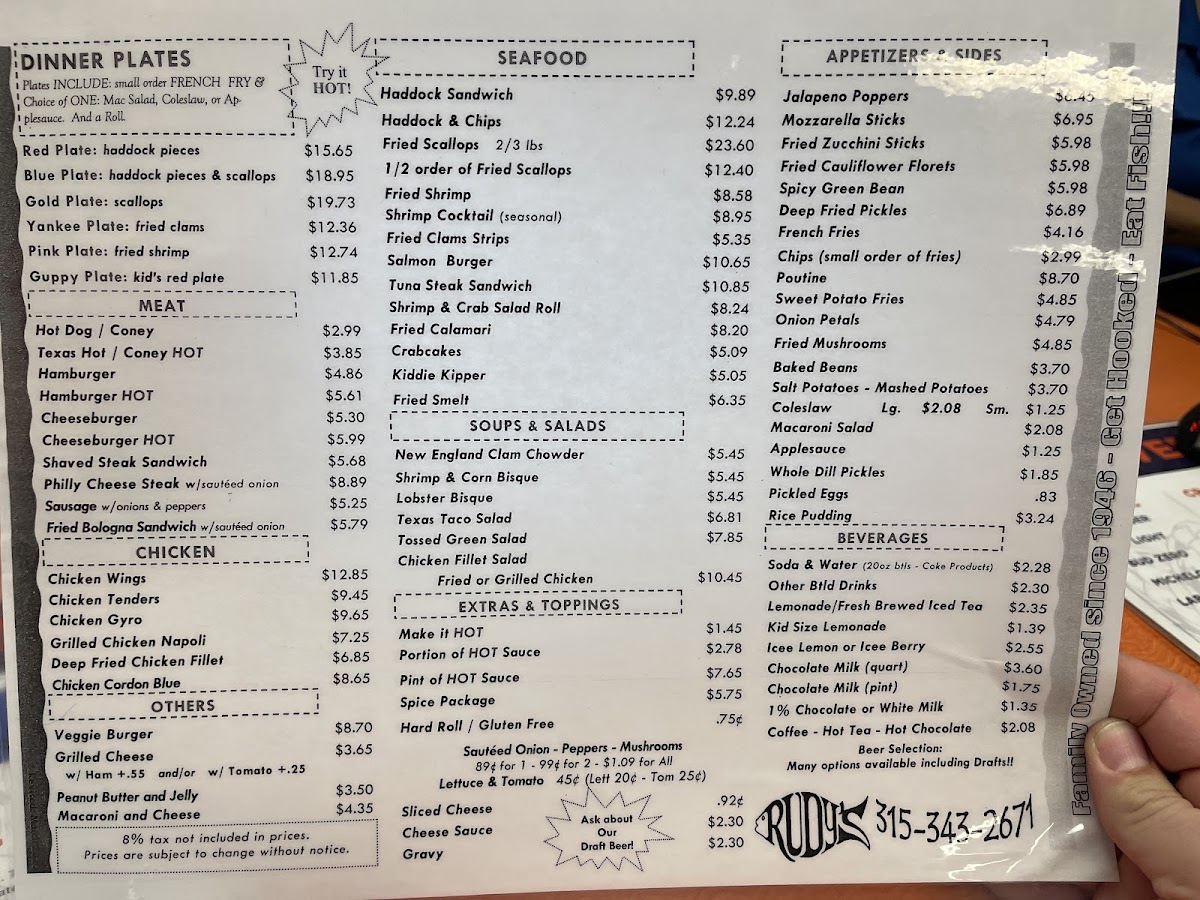 DINNER PLATES
Plates INCLUDE: small order FRENCH FRY &
Choice of ONE: Mac Salad, Coleslaw, or Ap-
plesauce. And a Roll.
Try it
HOT!
Red Plate: haddock pieces $15.65
Blue Plate: haddock pieces & scallops $18.95
Gold Plate: scallops $19.73
Yankee Plate: fried clams $12.36
Pink Plate: fried shrimp $12.74
Guppy Plate: kid's red plate $11.85
MEAT
Hot Dog / Coney $2.99
Texas Hot / Coney HOT $3.85
Hamburger $4.86
Hamburger HOT $5.61
Cheeseburger $5.30
Cheeseburger HOT $5.99
Shaved Steak Sandwich $5.68
Philly Cheese Steak w/sautéed onion $8.89
Sausage w/onions & peppers $5.25
Fried Bologna Sandwich w/sautéed onion $5.79
CHICKEN
Chicken Wings $12.85
Chicken Tenders $9.45
Chicken Gyro $9.65
Grilled Chicken Napoli $7.25
Deep Fried Chicken Fillet $6.85
Chicken Cordon Blue $8.65
OTHERS
Veggie Burger $8.70
Grilled Cheese $3.65
w/ Ham +.55 and/or w/ Tomato +.25
Peanut Butter and Jelly $3.50
Macaroni and Cheese $4.35
8% tax not included in prices.
Prices are subject to change without notice.
SEAFOOD
Haddock Sandwich $9.89
Haddock & Chips $12.24
Fried Scallops 2/3 lbs $23.60
1/2 order of Fried Scallops $12.40
Fried Shrimp $8.58
Shrimp Cocktail (seasonal) $8.95
Fried Clams Strips $5.35
Salmon Burger $10.65
Tuna Steak Sandwich $10.85
Shrimp & Crab Salad Roll $8.24
Fried Calamari $8.20
Crabcakes $5.09
Kiddie Kipper $5.05
Fried Smelt $6.35
SOUPS & SALADS
New England Clam Chowder $5.45
Shrimp & Corn Bisque $5.45
Lobster Bisque $5.45
Texas Taco Salad $6.81
Tossed Green Salad $7.85
Chicken Fillet Salad
Fried or Grilled Chicken $10.45
EXTRAS & TOPPINGS
Make it HOT $1.45
Portion of HOT Sauce $2.78
Pint of HOT Sauce $7.65
Spice Package $5.75
Hard Roll / Gluten Free .75¢
Sautéed Onion - Peppers - Mushrooms
89¢ for 1 - 99¢ for 2 - $1.09 for All
Lettuce & Tomato 45¢ (Lett 20¢ - Tom 25¢)
Sliced Cheese .92¢
Cheese Sauce $2.30
Gravy $2.30
Ask about
Our
Draft Beer!
APPETIZERS & SIDES
Jalapeno Poppers
Mozzarella Sticks $6.95
Fried Zucchini Sticks $5.98
Fried Cauliflower Florets $5.98
Spicy Green Bean $5.98
Deep Fried Pickles $6.89
French Fries $4.16
Chips (small order of fries) $2.99
Poutine $8.70
Sweet Potato Fries $4.85
Onion Petals $4.79
Fried Mushrooms $4.85
Baked Beans $3.70
Salt Potatoes - Mashed Potatoes $3.70
Coleslaw Lg. $2.08 Sm. $1.25
Macaroni Salad $2.08
Applesauce $1.25
Whole Dill Pickles $1.85
Pickled Eggs .83
Rice Pudding $3.24
BEVERAGES
Soda & Water (20oz btls - Coke Products) $2.28
Other Btld Drinks $2.30
Lemonade/Fresh Brewed Iced Tea $2.35
Kid Size Lemonade $1.39
Icee Lemon or Icee Berry $2.55
Chocolate Milk (quart) $3.60
Chocolate Milk (pint) $1.75
1% Chocolate or White Milk $1.35
Coffee - Hot Tea - Hot Chocolate $2.08
Beer Selection:
Many options available including Drafts!!
RUDY'S 315-343-2671
Family Owned since 1946 - Get Hooked - Eat Fish!!!
LIGHT
BUD ZERO